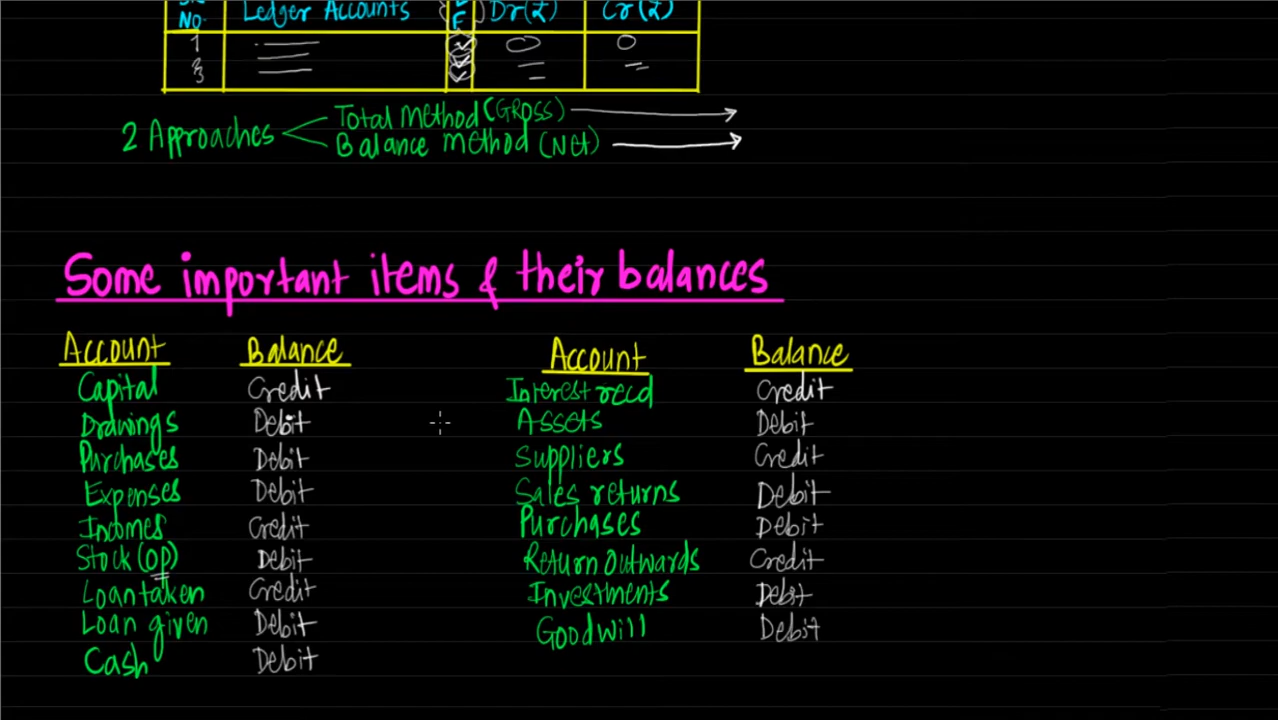 NO. Ledger Accounts F Dr(₹) Cr(₹)
1
2
3
2 Approaches
Total method (GROSS)
Balance method (Net)
Some important items & their balances
Account Balance Account Balance
Capital Credit Interest recd Credit
Drawings Debit Assets Debit
Purchases Debit Suppliers Credit
Expenses Debit Sales returns Debit
Incomes Credit Purchases Debit
Stock (OP) Debit Return Outwards Credit
Loan taken Credit Investments Debit
Loan given Debit Goodwill Debit
Cash Debit